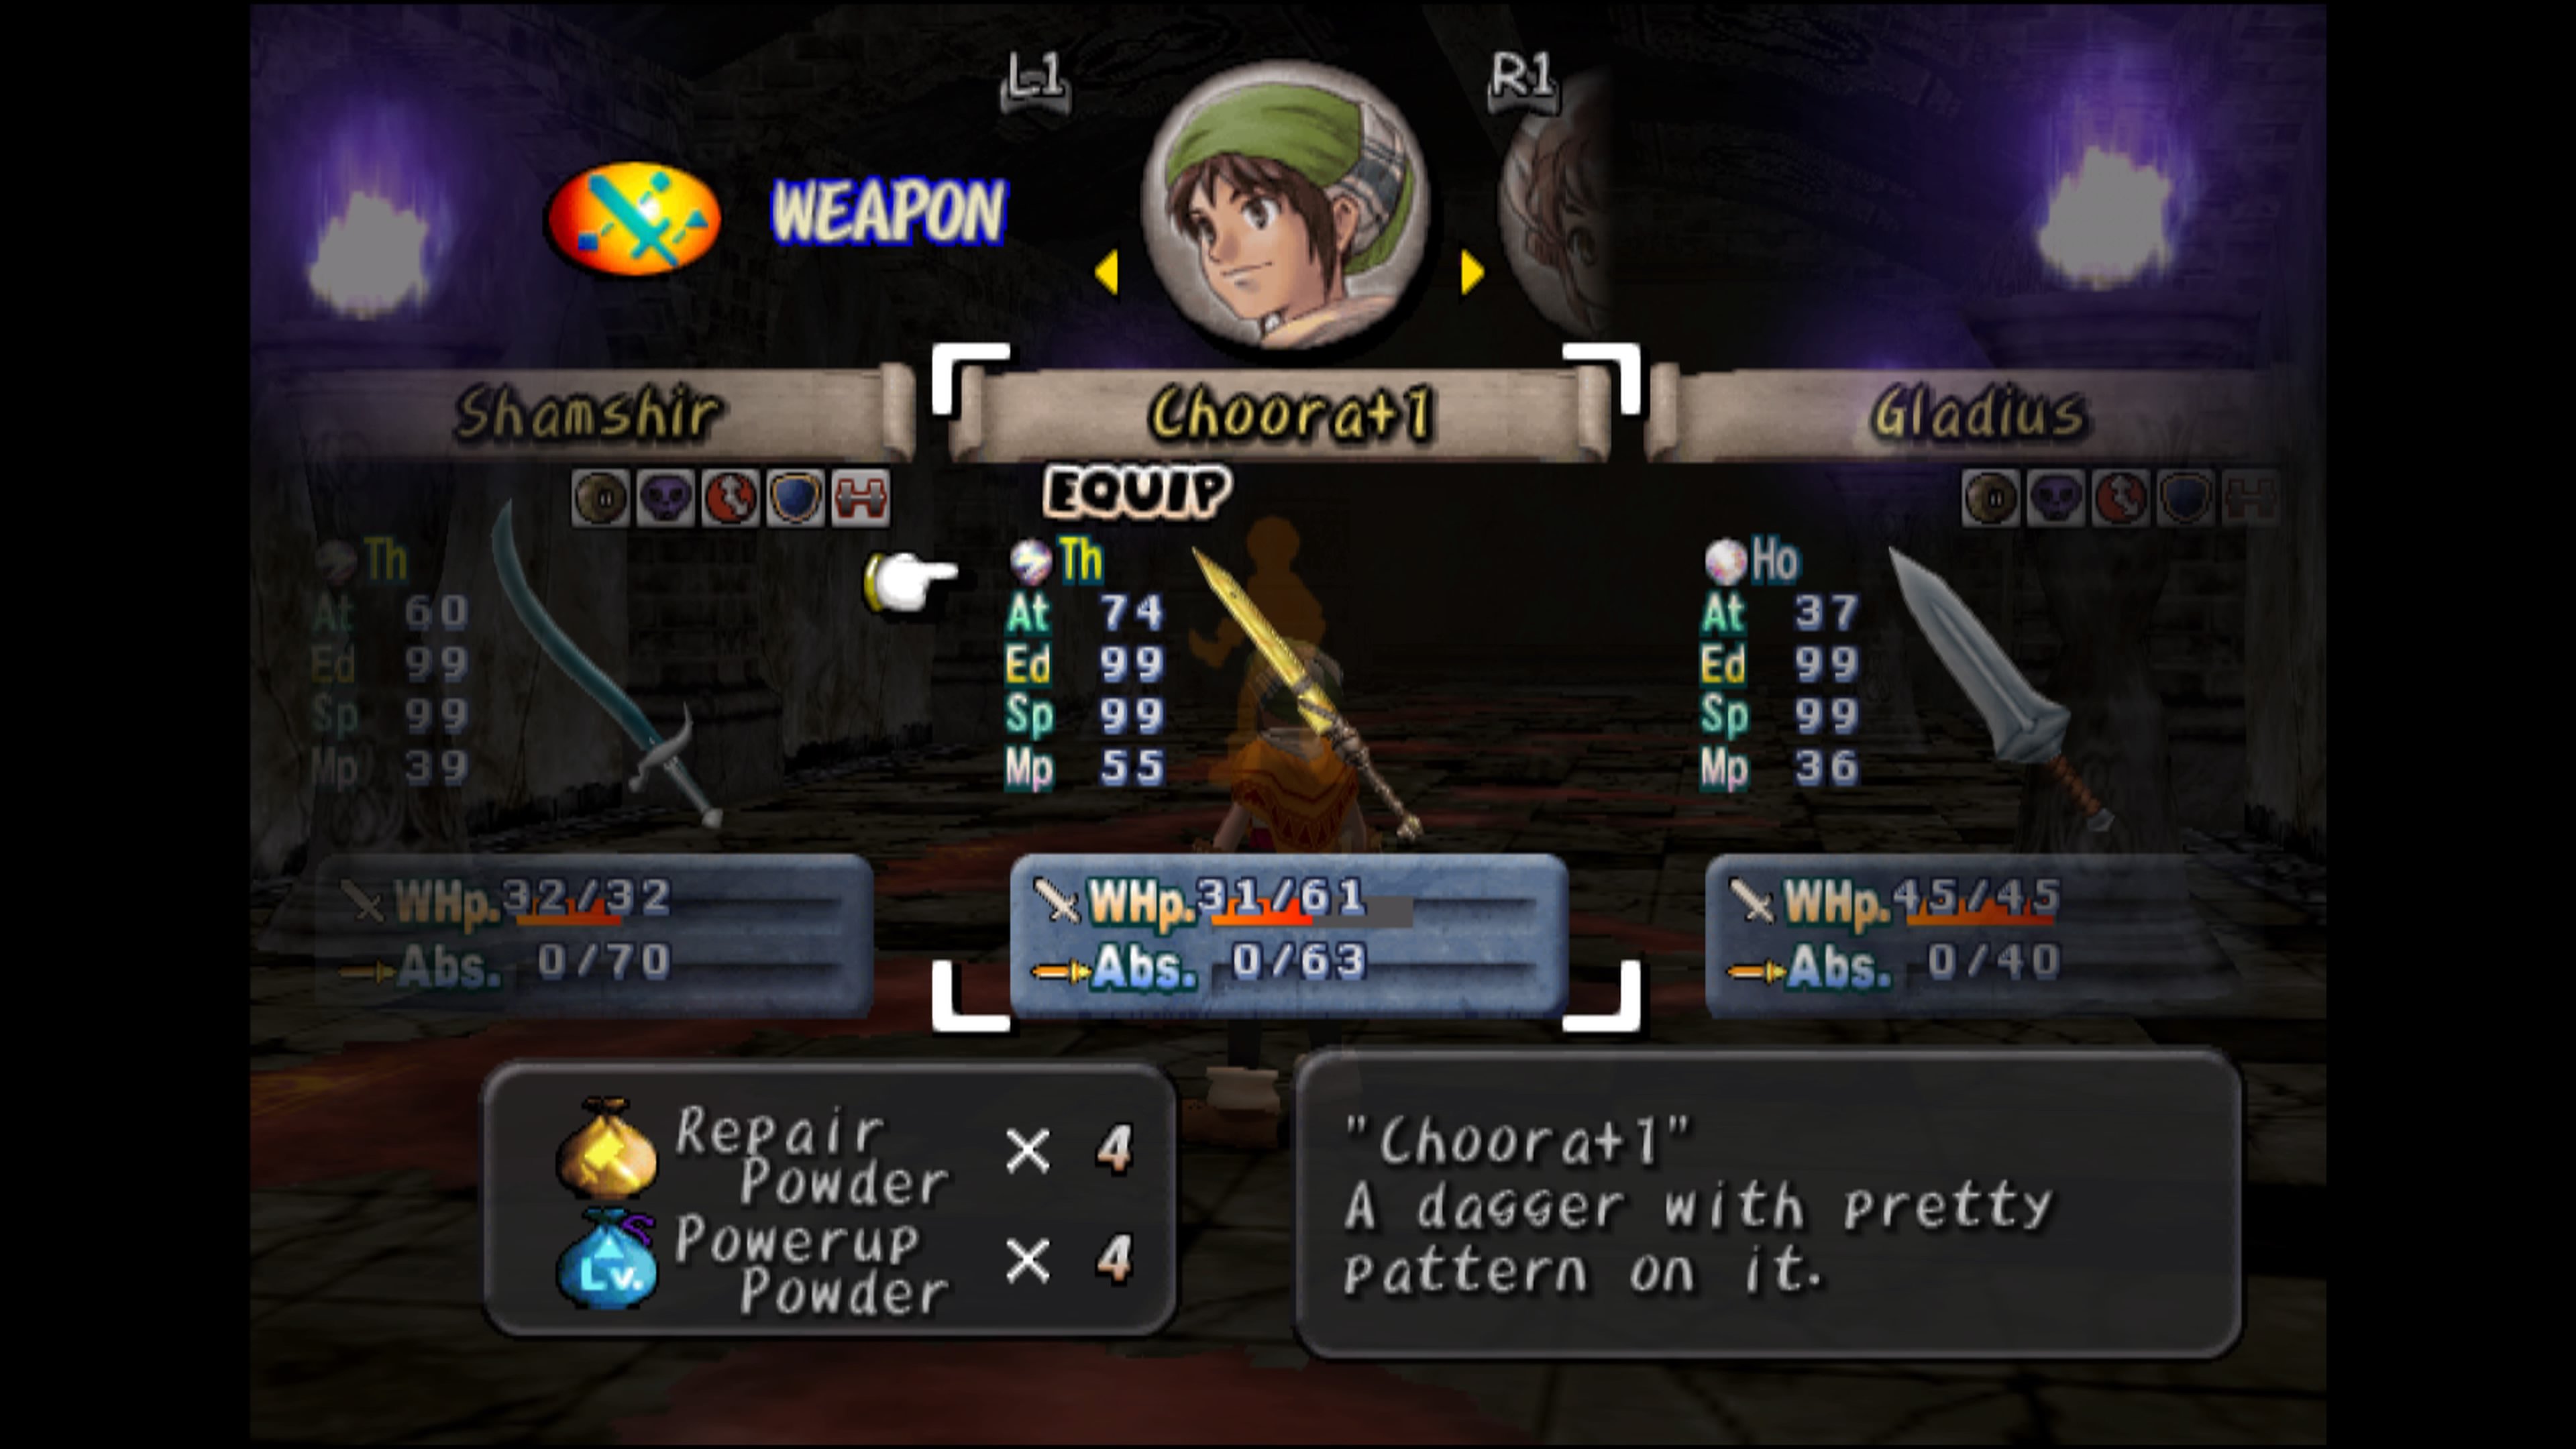 L1
R1
WEAPON
Shamshir
Choora+1
Gladius
EQUIP
Th
At 60
Ed 99
Sp 99
Mp 39
Th
At 74
Ed 99
Sp 99
Mp 55
Ho
At 37
Ed 99
Sp 99
Mp 36
WHp. 32/32
Abs. 0/70
WHp. 31/61
Abs. 0/63
WHp. 45/45
Abs. 0/40
Repair
Powder × 4
Lv.
Powerup
Powder × 4
"Choora+1"
A dagger with pretty
pattern on it.